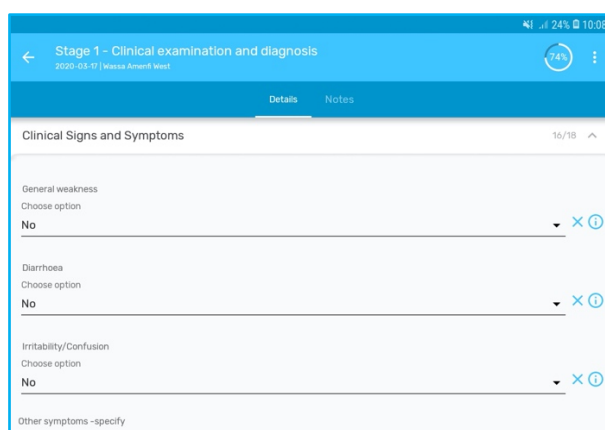 24% 10:08
Stage 1 - Clinical examination and diagnosis
2020-03-17 | Wassa Amenfi West
74%
Details Notes
Clinical Signs and Symptoms 16/18
General weakness
Choose option
No
Diarrhoea
Choose option
No
Irritability/Confusion
Choose option
No
Other symptoms -specify